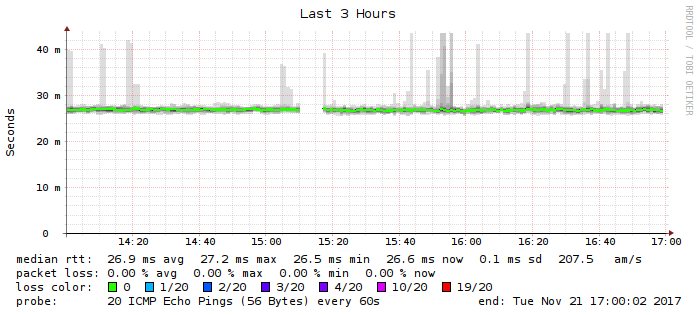 Last 3 Hours
RRDTOOL / TOBI OETIKER
Seconds
40 m
30 m
20 m
10 m
0
14:20 14:40 15:00 15:20 15:40 16:00 16:20 16:40 17:00
median rtt: 26.9 ms avg 27.2 ms max 26.5 ms min 26.6 ms now 0.1 ms sd 207.5 am/s
packet loss: 0.00 % avg 0.00 % max 0.00 % min 0.00 % now
loss color: 0 1/20 2/20 3/20 4/20 10/20 19/20
probe: 20 ICMP Echo Pings (56 Bytes) every 60s end: Tue Nov 21 17:00:02 2017